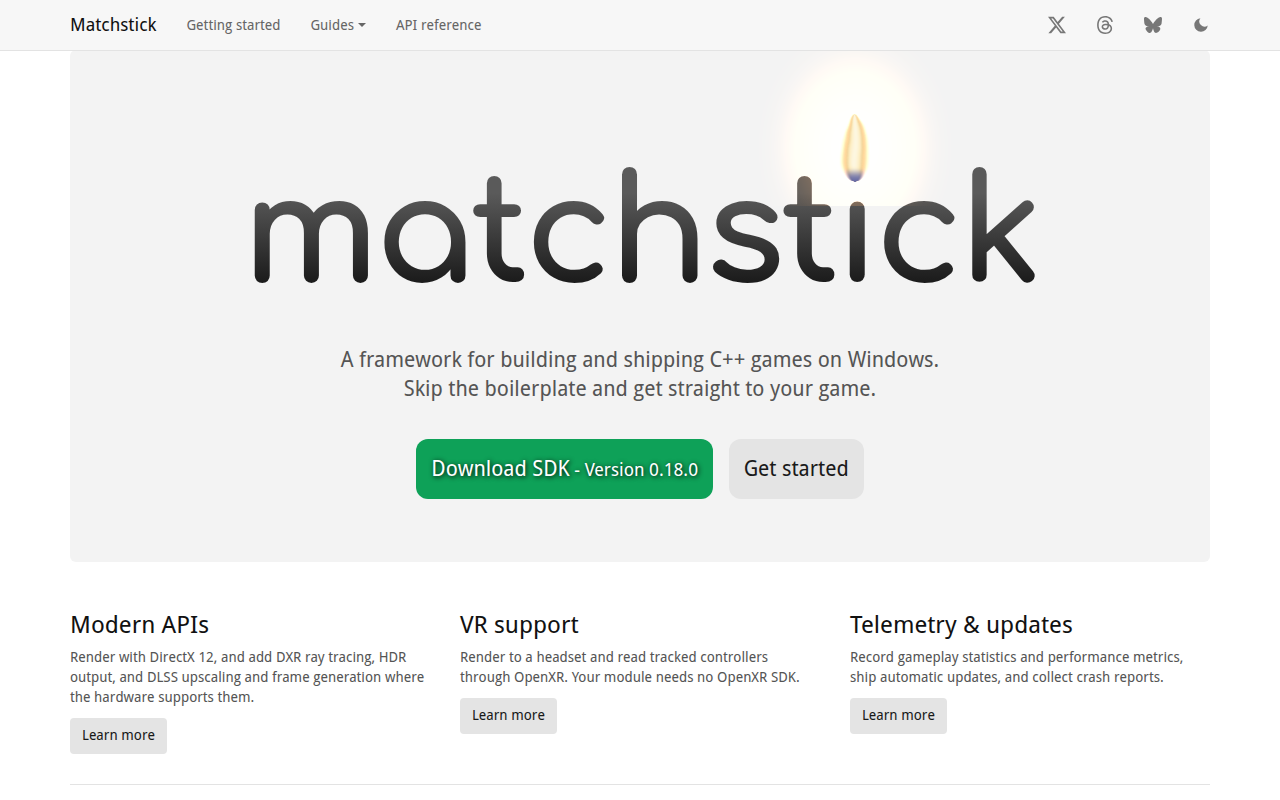 Matchstick Getting started Guides API reference
matchstick
A framework for building and shipping C++ games on Windows.
Skip the boilerplate and get straight to your game.
Download SDK - Version 0.18.0 Get started
Modern APIs
Render with DirectX 12, and add DXR ray tracing, HDR
output, and DLSS upscaling and frame generation where
the hardware supports them.
Learn more
VR support
Render to a headset and read tracked controllers
through OpenXR. Your module needs no OpenXR SDK.
Learn more
Telemetry & updates
Record gameplay statistics and performance metrics,
ship automatic updates, and collect crash reports.
Learn more